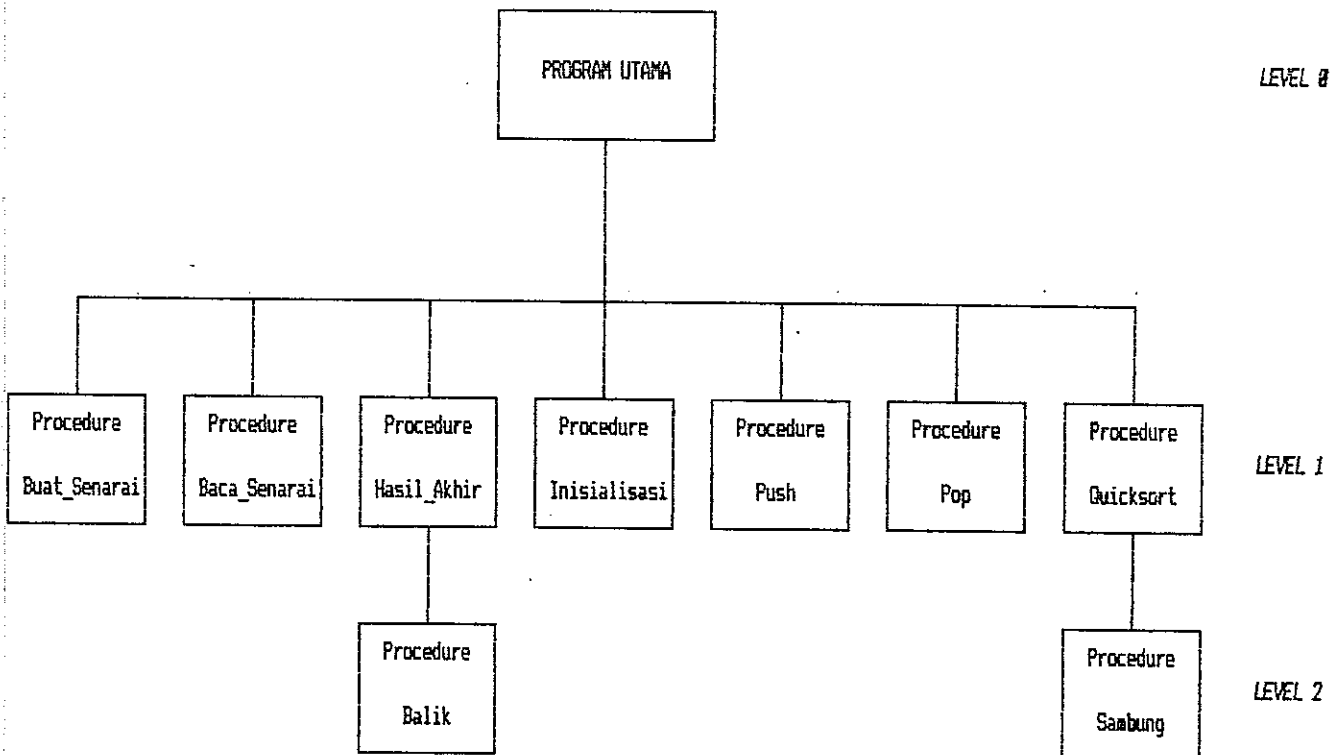 PROGRAM UTAMA
LEVEL 0
Procedure
Buat_Senarai
Procedure
Baca_Senarai
Procedure
Hasil_Akhir
Procedure
Inisialisasi
Procedure
Push
Procedure
Pop
Procedure
Quicksort
LEVEL 1
Procedure
Balik
Procedure
Sambung
LEVEL 2